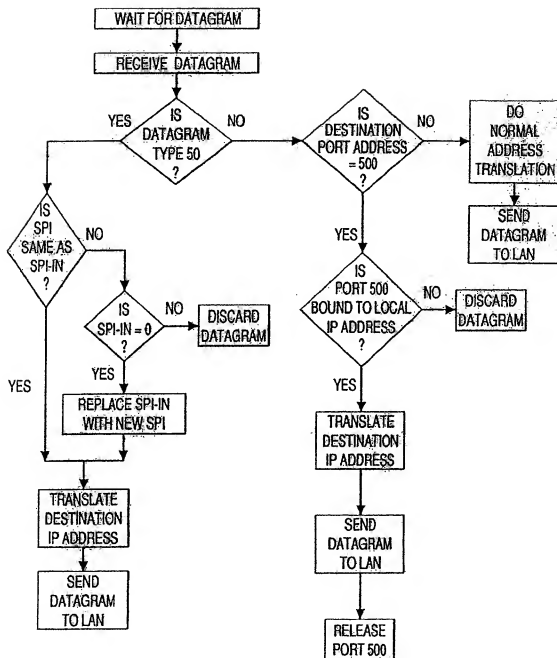 WAIT FOR DATAGRAM
RECEIVE DATAGRAM
YES
IS
DATAGRAM
TYPE 50
?
NO
IS
DESTINATION
PORT ADDRESS
= 500
?
NO
DO
NORMAL
ADDRESS
TRANSLATION
SEND
DATAGRAM
TO LAN
IS
SPI
SAME AS
SPI-IN
?
NO
YES
IS
SPI-IN = 0
?
NO
DISCARD
DATAGRAM
YES
REPLACE SPI-IN
WITH NEW SPI
TRANSLATE
DESTINATION
IP ADDRESS
SEND
DATAGRAM
TO LAN
YES
IS
PORT 500
BOUND TO LOCAL
IP ADDRESS
?
NO
DISCARD
DATAGRAM
YES
TRANSLATE
DESTINATION
IP ADDRESS
SEND
DATAGRAM
TO LAN
RELEASE
PORT 500